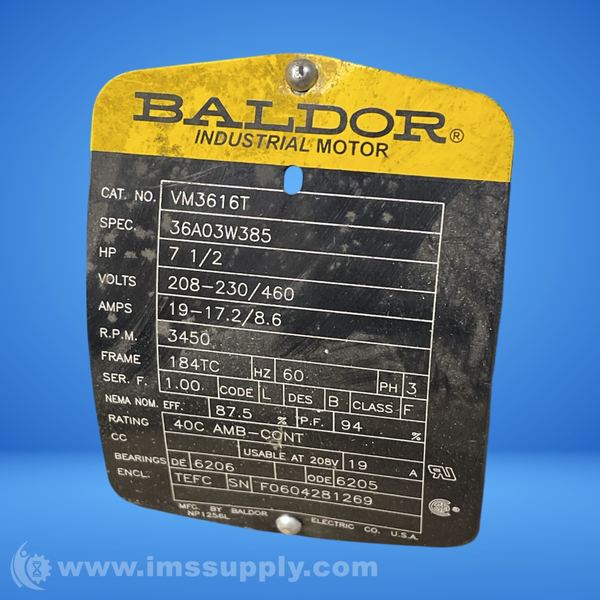 BALDOR®
INDUSTRIAL MOTOR
CAT. NO. VM3616T
SPEC. 36A03W385
HP 7 1/2
VOLTS 208-230/460
AMPS 19-17.2/8.6
R.P.M. 3450
FRAME 184TC HZ 60 PH 3
SER. F. 1.00 CODE L DES B CLASS F
NEMA NOM. EFF. 87.5 % P.F. 94 %
RATING 40C AMB-CONT
CC USABLE AT 208V 19 A
BEARINGS DE 6206 ODE 6205
ENCL. TEFC SN F0604281269
MFG. BY BALDOR ELECTRIC CO. U.S.A.
NP1256L
www.imssupply.com